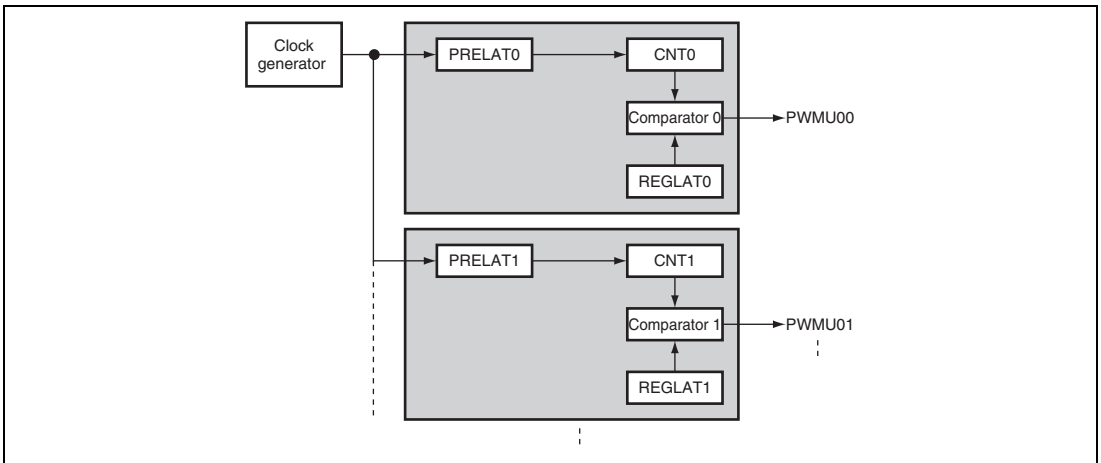 Clock
generator
PRELAT0
CNT0
Comparator 0
PWMU00
REGLAT0
PRELAT1
CNT1
Comparator 1
PWMU01
REGLAT1